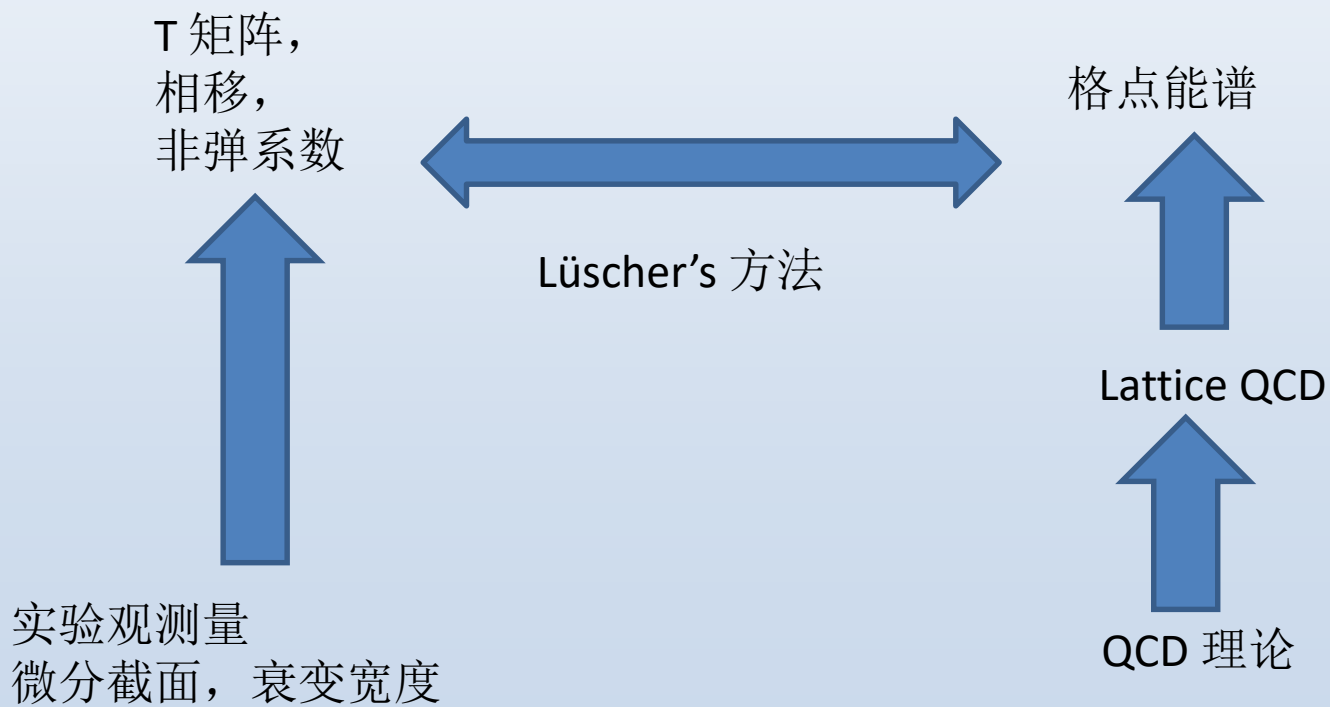 T 矩阵，
相移，
非弹系数
格点能谱
Lüscher’s 方法
Lattice QCD
实验观测量
微分截面，衰变宽度
QCD 理论